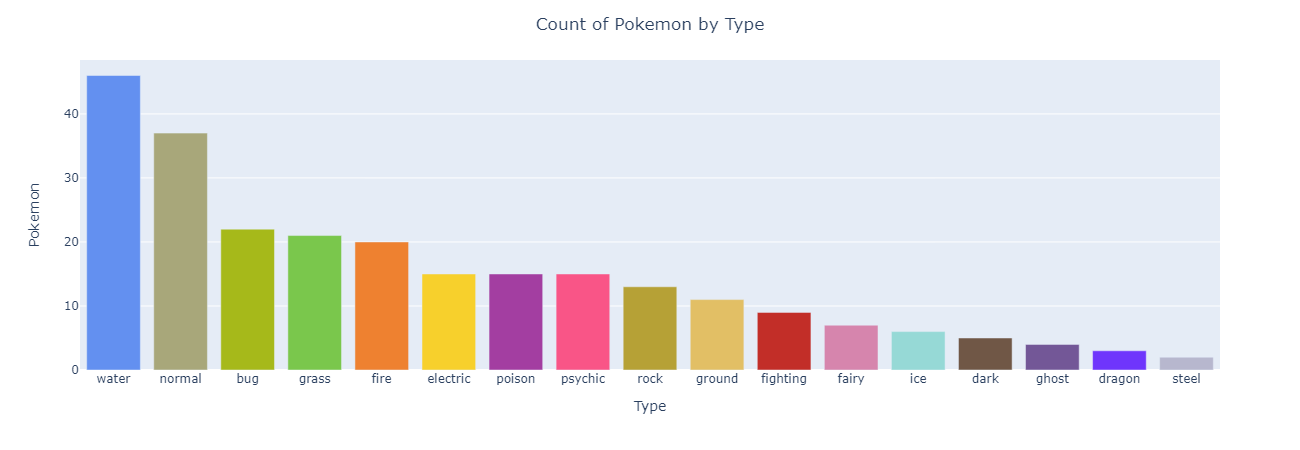 Count of Pokemon by Type
Pokemon
40
30
20
10
0
water normal bug grass fire electric poison psychic rock ground fighting fairy ice dark ghost dragon steel
Type